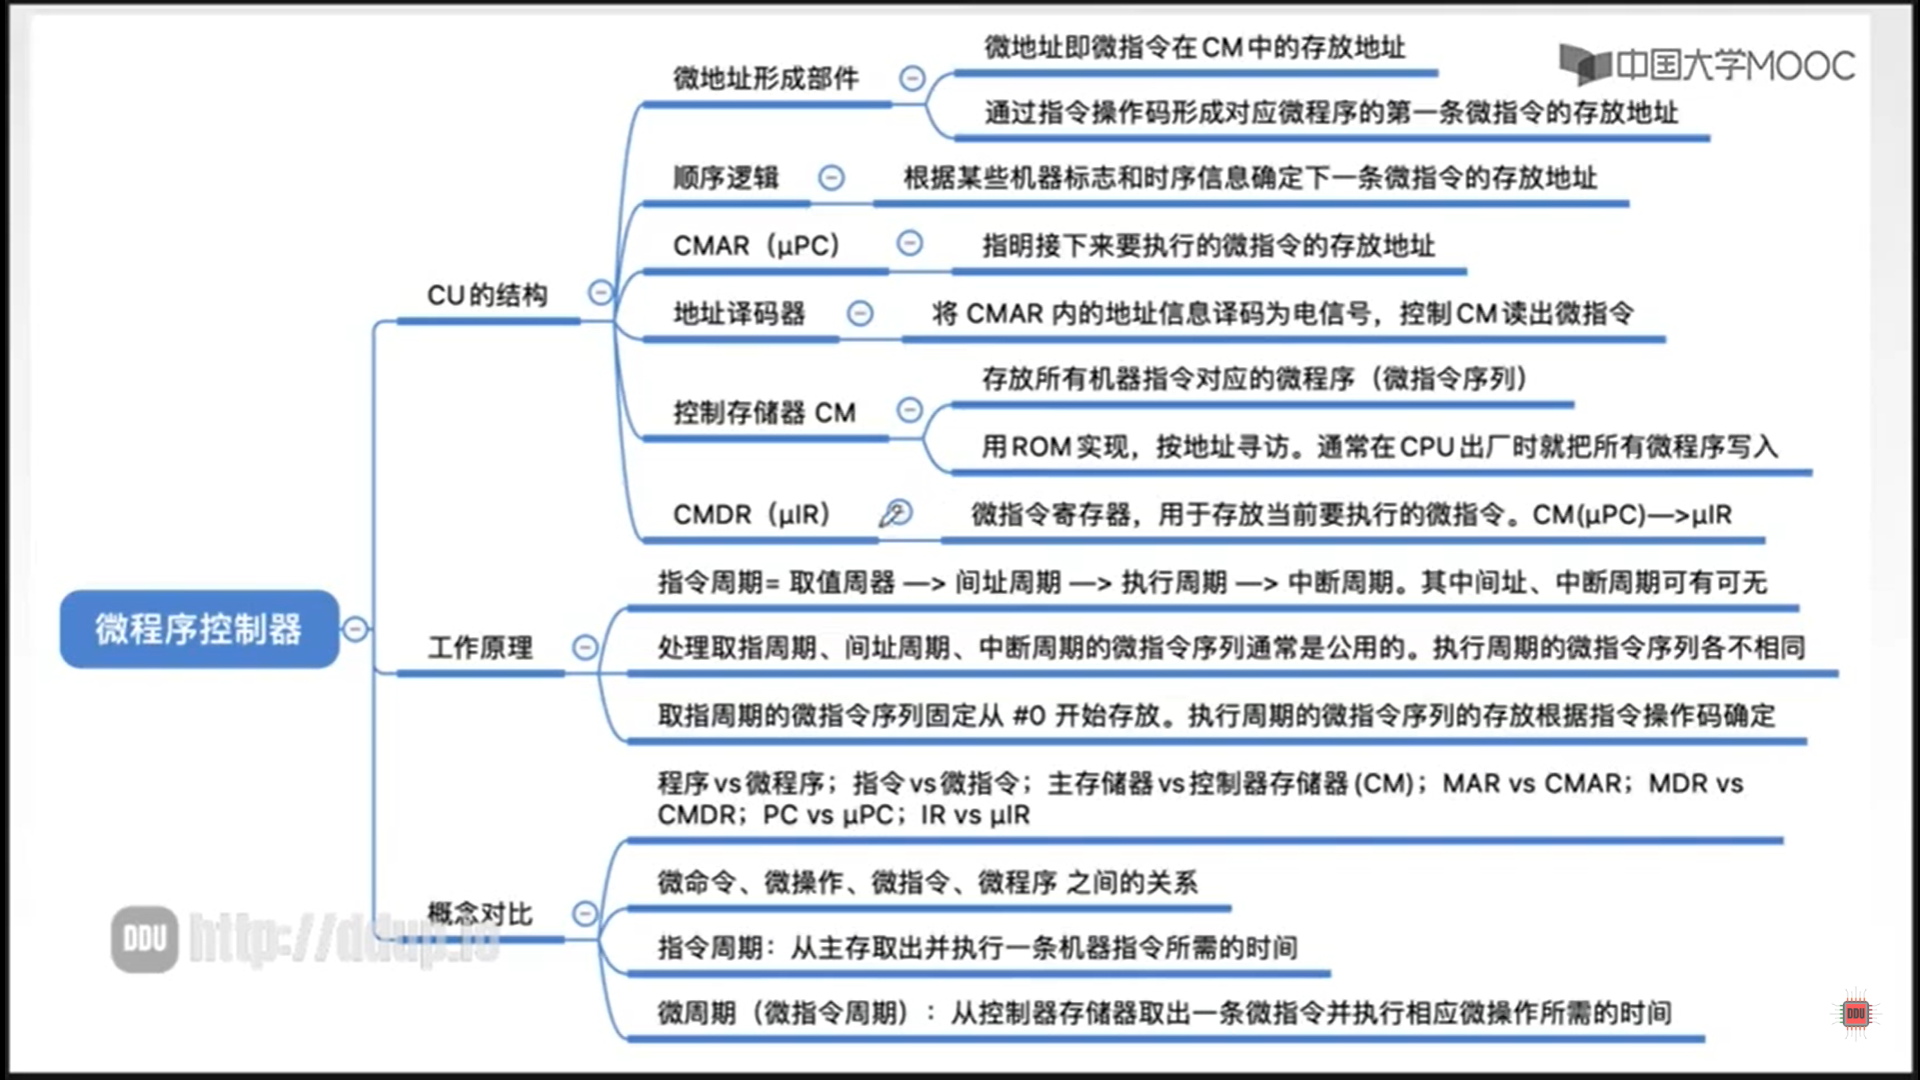 微地址即微指令在CM中的存放地址
中国大学MOOC
微地址形成部件
通过指令操作码形成对应微程序的第一条微指令的存放地址
顺序逻辑
根据某些机器标志和时序信息确定下一条微指令的存放地址
CMAR（μPC）
指明接下来要执行的微指令的存放地址
CU的结构
地址译码器
将 CMAR 内的地址信息译码为电信号，控制CM读出微指令
存放所有机器指令对应的微程序（微指令序列）
控制存储器 CM
用ROM实现，按地址寻访。通常在CPU出厂时就把所有微程序写入
CMDR（μIR）
微指令寄存器，用于存放当前要执行的微指令。CM(μPC)—>μIR
指令周期= 取值周器 —> 间址周期 —> 执行周期 —> 中断周期。其中间址、中断周期可有可无
微程序控制器
工作原理
处理取指周期、间址周期、中断周期的微指令序列通常是公用的。执行周期的微指令序列各不相同
取指周期的微指令序列固定从 #0 开始存放。执行周期的微指令序列的存放根据指令操作码确定
程序vs微程序；指令vs微指令；主存储器vs控制器存储器(CM)；MAR vs CMAR；MDR vs
CMDR；PC vs μPC；IR vs μIR
微命令、微操作、微指令、微程序 之间的关系
概念对比
DDU http://ddup.io
指令周期：从主存取出并执行一条机器指令所需的时间
微周期（微指令周期）：从控制器存储器取出一条微指令并执行相应微操作所需的时间
DDU